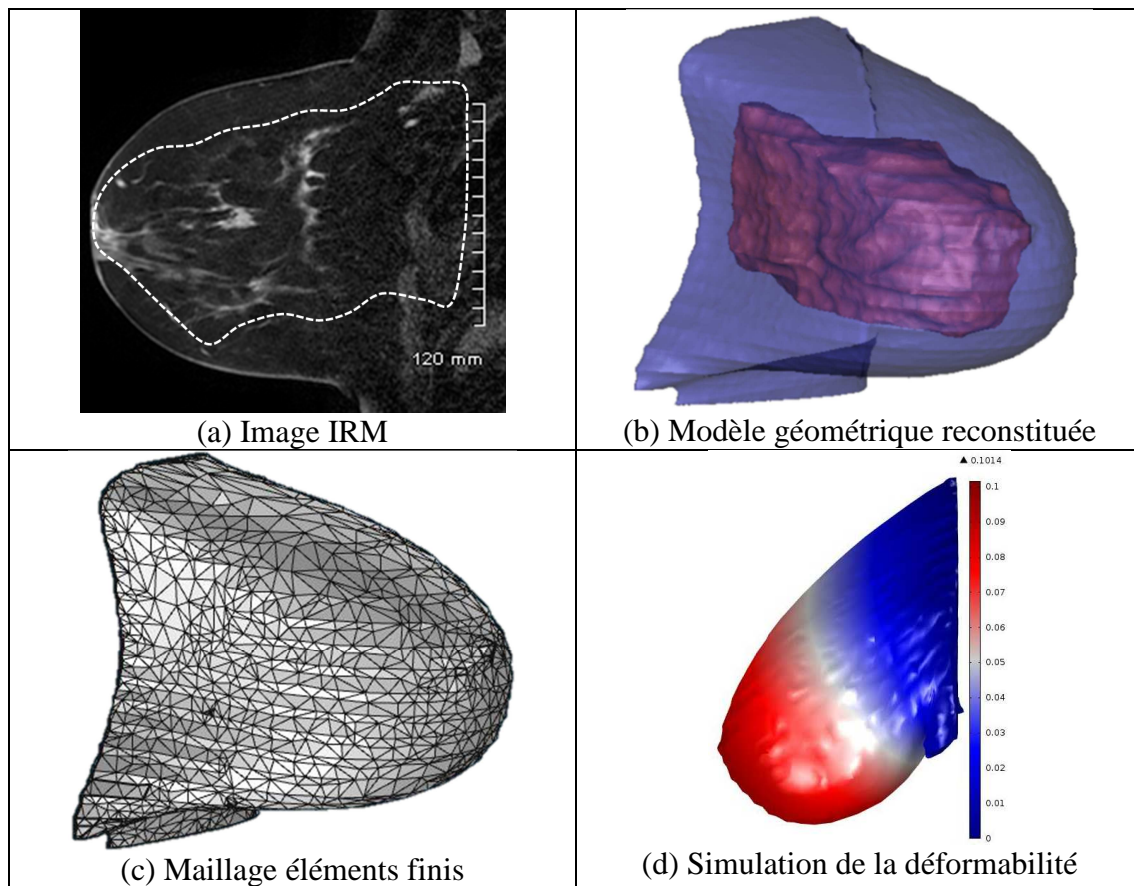 120 mm
(a) Image IRM
(b) Modèle géométrique reconstituée
(c) Maillage éléments finis
▲ 0.1014
0.1
0.09
0.08
0.07
0.06
0.05
0.04
0.03
0.02
0.01
0
(d) Simulation de la déformabilité